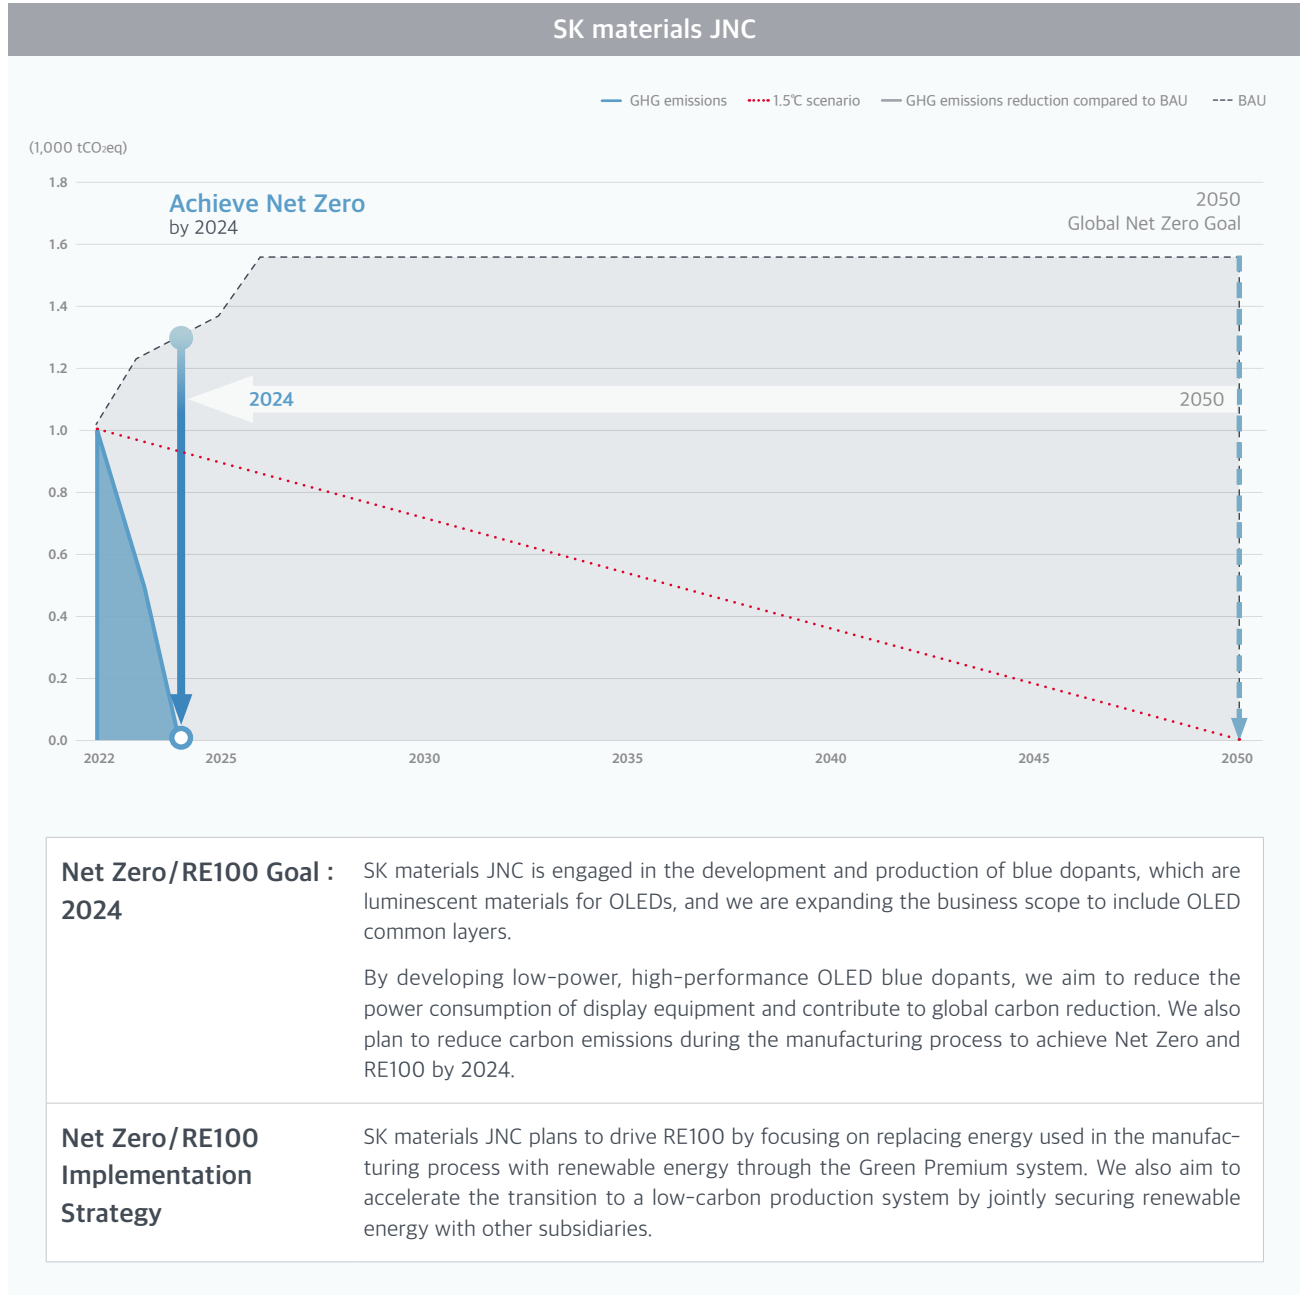 SK materials JNC
GHG emissions
1.5℃ scenario
GHG emissions reduction compared to BAU
BAU
(1,000 tCO₂eq)
1.8
Achieve Net Zero
by 2024
2050
Global Net Zero Goal
1.6
1.4
1.2
2024
2050
1.0
0.8
0.6
0.4
0.2
0.0
2022
2025
2030
2035
2040
2045
2050
Net Zero/RE100 Goal :
2024
SK materials JNC is engaged in the development and production of blue dopants, which are
luminescent materials for OLEDs, and we are expanding the business scope to include OLED
common layers.
By developing low-power, high-performance OLED blue dopants, we aim to reduce the
power consumption of display equipment and contribute to global carbon reduction. We also
plan to reduce carbon emissions during the manufacturing process to achieve Net Zero and
RE100 by 2024.
Net Zero/RE100
Implementation
Strategy
SK materials JNC plans to drive RE100 by focusing on replacing energy used in the manufac-
turing process with renewable energy through the Green Premium system. We also aim to
accelerate the transition to a low-carbon production system by jointly securing renewable
energy with other subsidiaries.